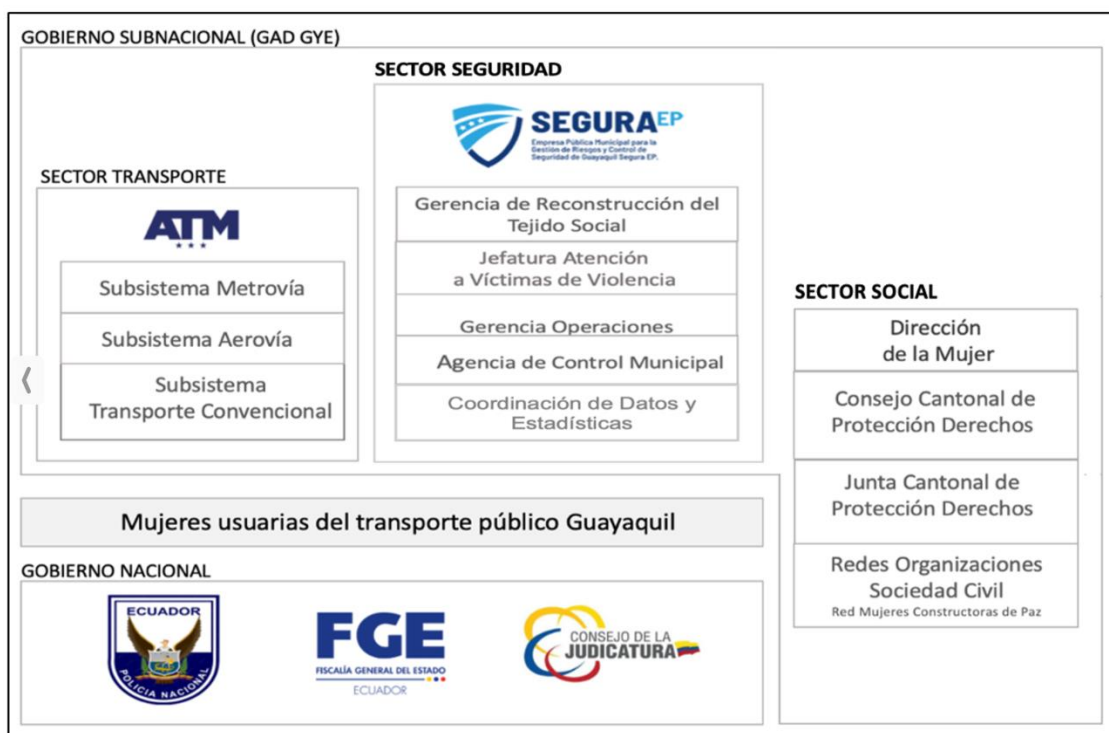 GOBIERNO SUBNACIONAL (GAD GYE)
SECTOR TRANSPORTE
ATM
Subsistema Metrovía
Subsistema Aerovía
Subsistema
Transporte Convencional
SECTOR SEGURIDAD
SEGURA EP
Empresa Pública Municipal para la
Gestión de Riesgos y Control de
Seguridad de Guayaquil Segura EP.
Gerencia de Reconstrucción del
Tejido Social
Jefatura Atención
a Víctimas de Violencia
Gerencia Operaciones
Agencia de Control Municipal
Coordinación de Datos y
Estadísticas
SECTOR SOCIAL
Dirección
de la Mujer
Consejo Cantonal de
Protección Derechos
Junta Cantonal de
Protección Derechos
Redes Organizaciones
Sociedad Civil
Red Mujeres Constructoras de Paz
Mujeres usuarias del transporte público Guayaquil
GOBIERNO NACIONAL
ECUADOR
POLICIA NACIONAL
FGE
FISCALÍA GENERAL DEL ESTADO
ECUADOR
CONSEJO DE LA
JUDICATURA